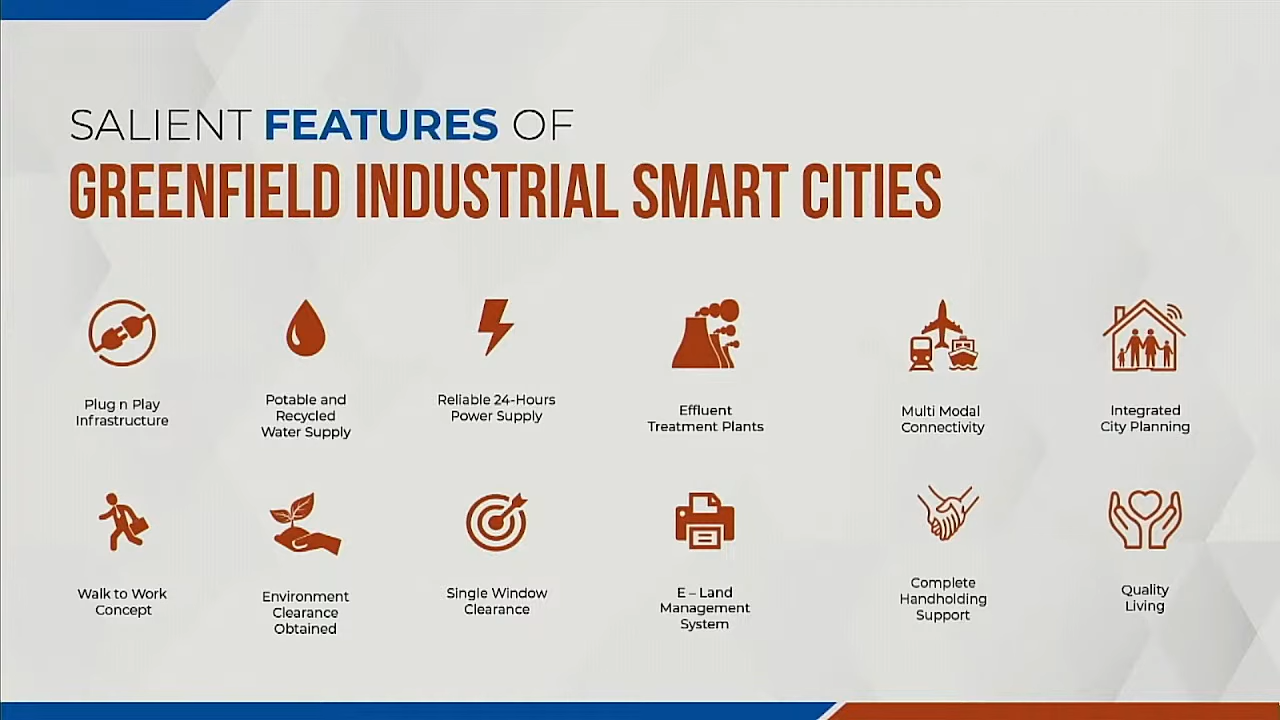 SALIENT FEATURES OF
GREENFIELD INDUSTRIAL SMART CITIES
Plug n Play
Infrastructure
Potable and
Recycled
Water Supply
Reliable 24-Hours
Power Supply
Effluent
Treatment Plants
Multi Modal
Connectivity
Integrated
City Planning
Walk to Work
Concept
Environment
Clearance
Obtained
Single Window
Clearance
E – Land
Management
System
Complete
Handholding
Support
Quality
Living